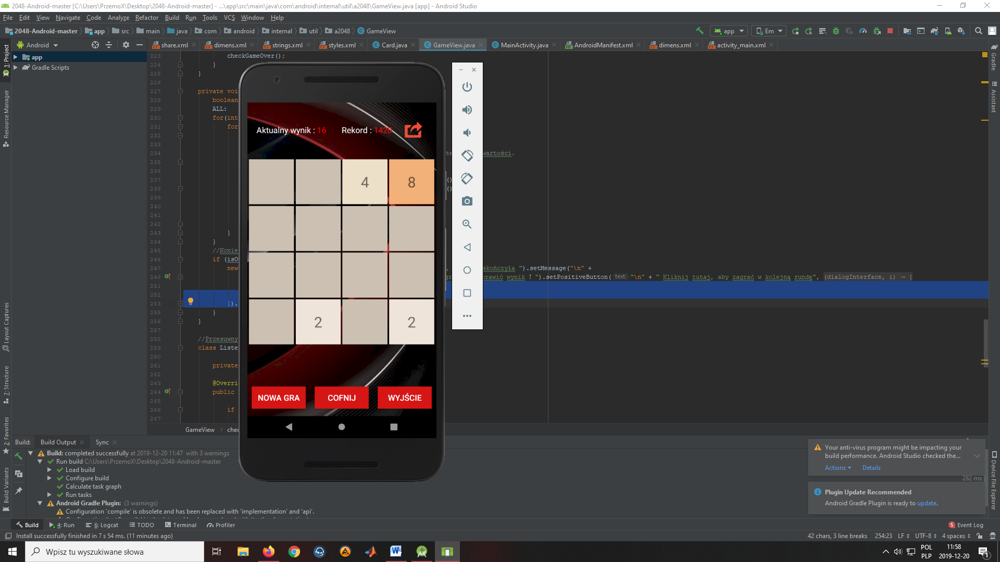 2048-Android-master [C:\Users\PrzemoX\Desktop\2048-Android-master] - ...\app\src\main\java\com\android\internal\util\a2048\GameView.java [app] - Android Studio
File Edit View Navigate Code Analyze Refactor Build Run Tools VCS Window Help
2048-Android-master app src main java com android internal util a2048 GameView
app Em
Android
share.xml dimens.xml strings.xml styles.xml Card.java GameView.java MainActivity.java AndroidManifest.xml dimens.xml activity_main.xml
app
Gradle Scripts
1: Project
Resource Manager
Layout Captures
7: Structure
2: Favorites
Build Variants
Gradle
Assistant
Device File Explorer
223 checkGameOver();
224 }
225 }
226
227 private voi
228 boolean
229 ALL:
230 for(int
231 for
232
233
234 wartości.
235
236
237 ()
238 ()
239
240
241
242
243 }
244 }
245 //Konie
246 if (isO
247 new skończyła ").setMessage("\n" +
248 orawić wynik ! ").setPositiveButton( text: "\n" + " Kliknij tutaj, aby zagrać w kolejną rundę", (dialogInterface, i) → {
251
252
253 }).
255 }
256 }
257
258 //Przesuwny
259 class Liste
260
261 private
262
263 @Overri
264 public
265
266 if
267
Aktualny wynik : 16 Rekord : 1420
4 8
2 2
NOWA GRA COFNIJ WYJŚCIE
GameView chec
Build: Build Output Sync
Build: completed successfully at 2019-12-20 11:47 with 3 warnings
Run build C:\Users\PrzemoX\Desktop\2048-Android-master
Load build
Configure build
Calculate task graph
Run tasks
Android Gradle Plugin: (3 warnings)
Configuration 'compile' is obsolete and has been replaced with 'implementation' and 'api'.
Your anti-virus program might be impacting your
build performance. Android Studio checked the...
Actions Details
282 ms
Plugin Update Recommended
Android Gradle Plugin is ready to update.
Build 4: Run 6: Logcat TODO Terminal Profiler 5 Event Log
Install successfully finished in 7 s 54 ms. (11 minutes ago) 42 chars, 3 line breaks 254:23 LF UTF-8 4 spaces
Wpisz tu wyszukiwane słowa
POL
PLP
11:58
2019-12-20
1